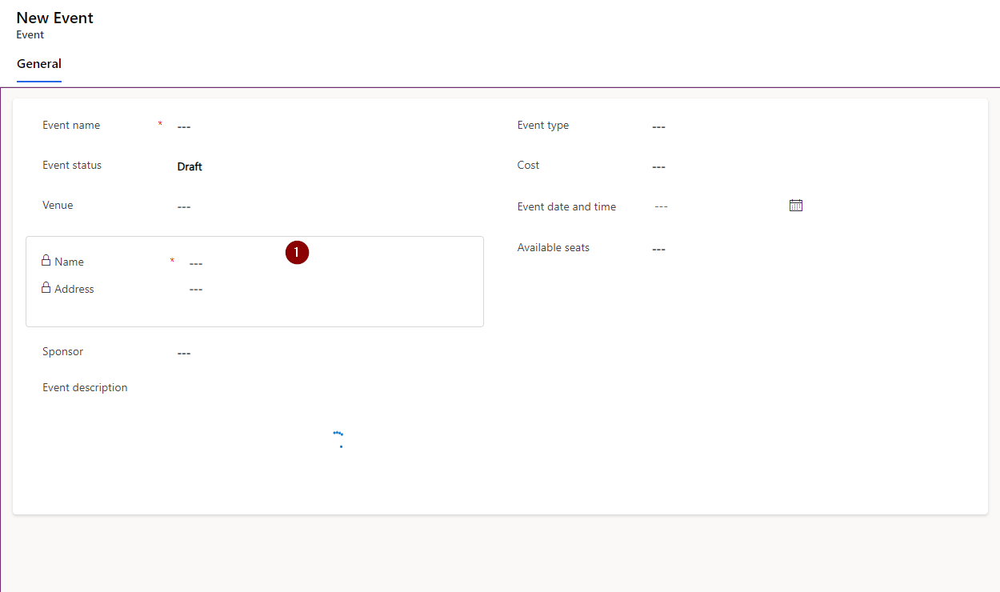 New Event
Event
General
Event name * ---
Event status Draft
Venue ---
1
Name * ---
Address ---
Sponsor ---
Event description
Event type ---
Cost ---
Event date and time ---
Available seats ---